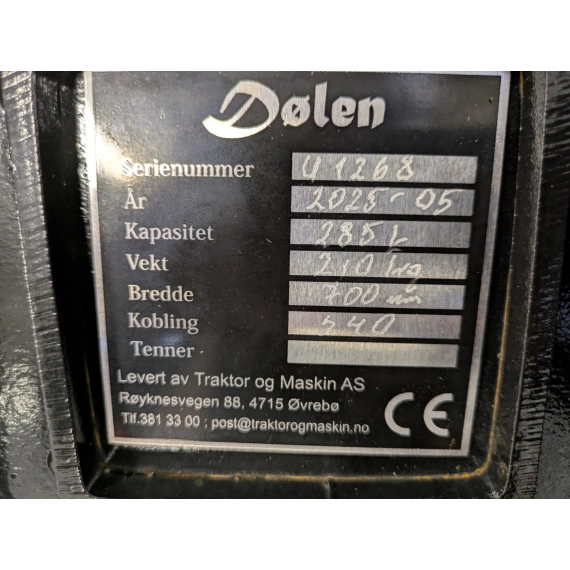 Dølen
Serienummer 41268
År 2025-05
Kapasitet 285 L
Vekt 210 kg
Bredde 700 mm
Kobling S40
Tenner
Levert av Traktor og Maskin AS
Røyknesvegen 88, 4715 Øvrebø
Tlf.381 33 00 ; post@traktorogmaskin.no
CE